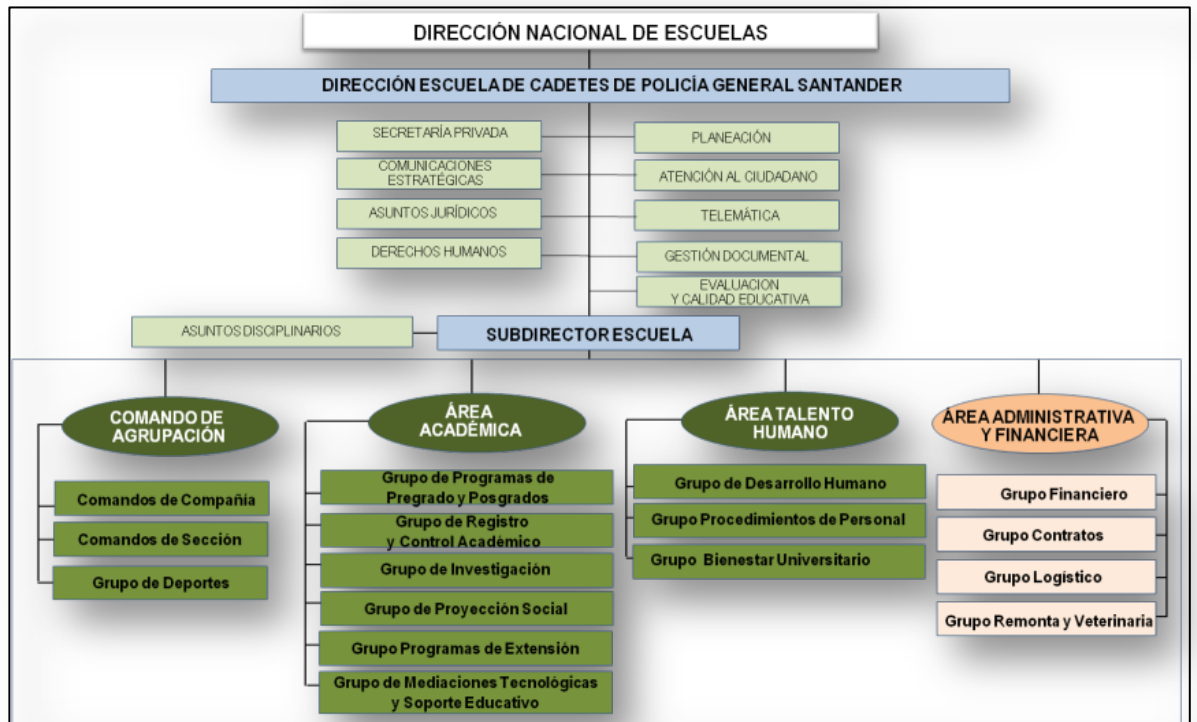 DIRECCIÓN NACIONAL DE ESCUELAS
DIRECCIÓN ESCUELA DE CADETES DE POLICÍA GENERAL SANTANDER
SECRETARÍA PRIVADA
PLANEACIÓN
COMUNICACIONES
ESTRATÉGICAS
ATENCIÓN AL CIUDADANO
ASUNTOS JURÍDICOS
TELEMÁTICA
DERECHOS HUMANOS
GESTIÓN DOCUMENTAL
EVALUACION
Y CALIDAD EDUCATIVA
ASUNTOS DISCIPLINARIOS
SUBDIRECTOR ESCUELA
COMANDO DE
AGRUPACIÓN
Comandos de Compañía
Comandos de Sección
Grupo de Deportes
ÁREA
ACADÉMICA
Grupo de Programas de
Pregrado y Posgrados
Grupo de Registro
y Control Académico
Grupo de Investigación
Grupo de Proyección Social
Grupo Programas de Extensión
Grupo de Mediaciones Tecnológicas
y Soporte Educativo
ÁREA TALENTO
HUMANO
Grupo de Desarrollo Humano
Grupo Procedimientos de Personal
Grupo Bienestar Universitario
ÁREA ADMINISTRATIVA
Y FINANCIERA
Grupo Financiero
Grupo Contratos
Grupo Logístico
Grupo Remonta y Veterinaria